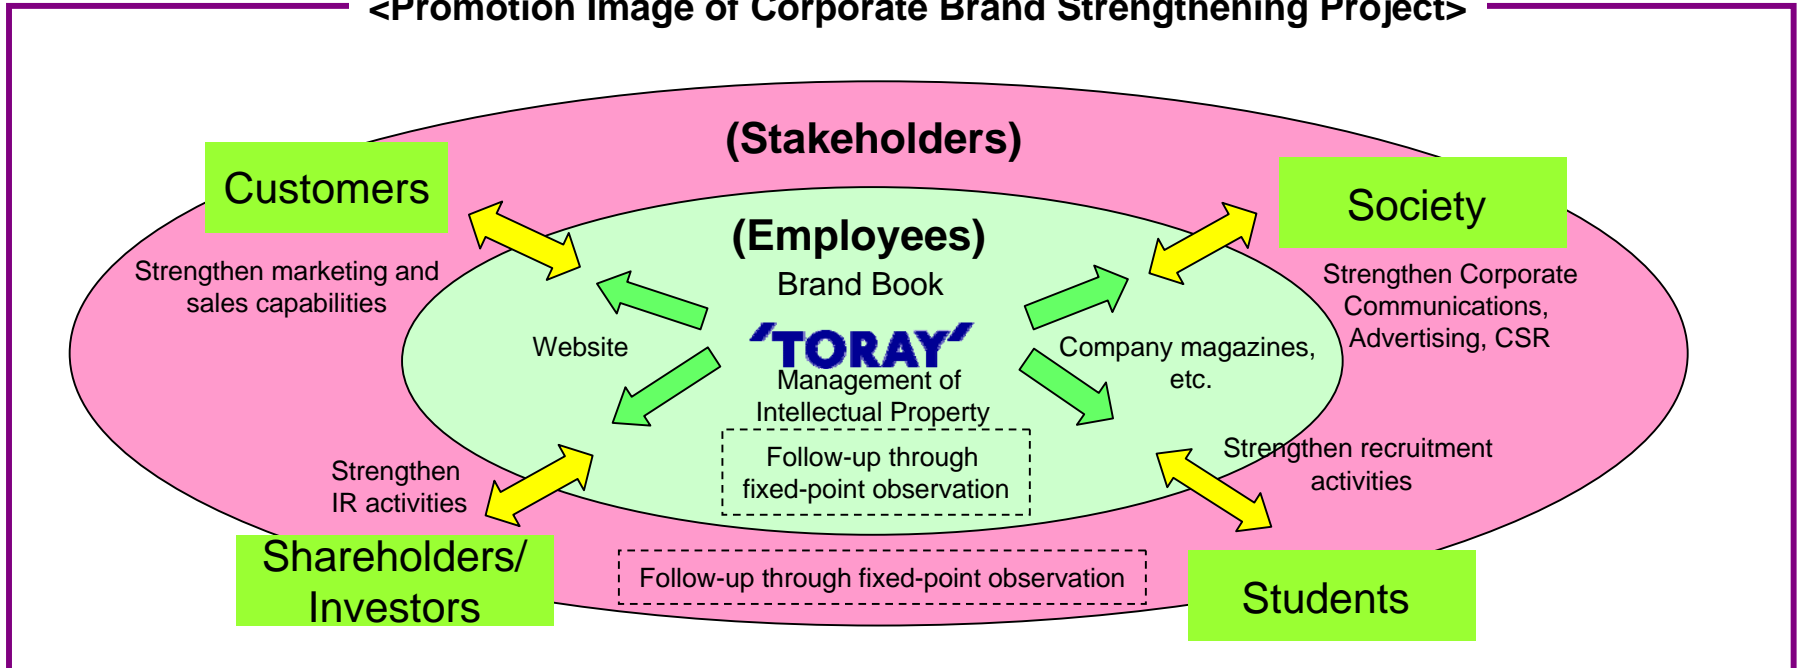 <Promotion Image of Corporate Brand Strengthening Project>
(Stakeholders)
Customers
Society
(Employees)
Brand Book
Strengthen marketing and
sales capabilities
Strengthen Corporate
Communications,
Advertising, CSR
Website
'TORAY'
Company magazines,
etc.
Management of
Intellectual Property
Follow-up through
fixed-point observation
Strengthen
IR activities
Strengthen recruitment
activities
Shareholders/
Investors
Follow-up through fixed-point observation
Students